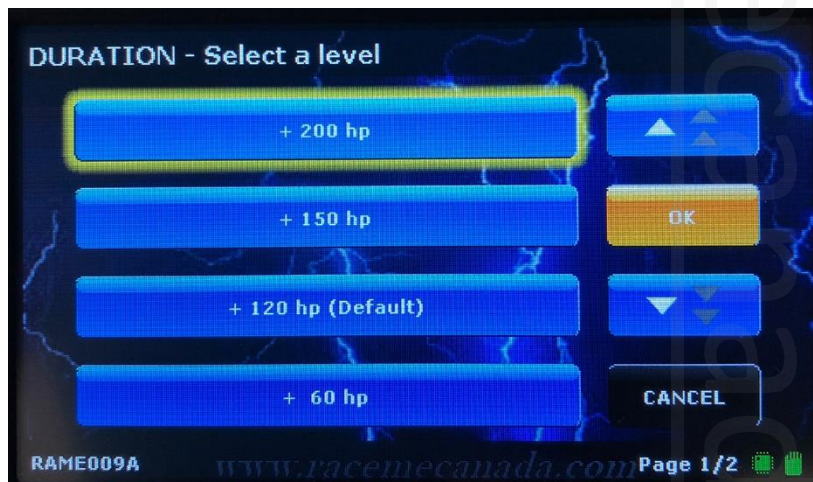 DURATION - Select a level
+ 200 hp
+ 150 hp
OK
+ 120 hp (Default)
+ 60 hp
CANCEL
RAME009A
www.racemecanada.com
Page 1/2